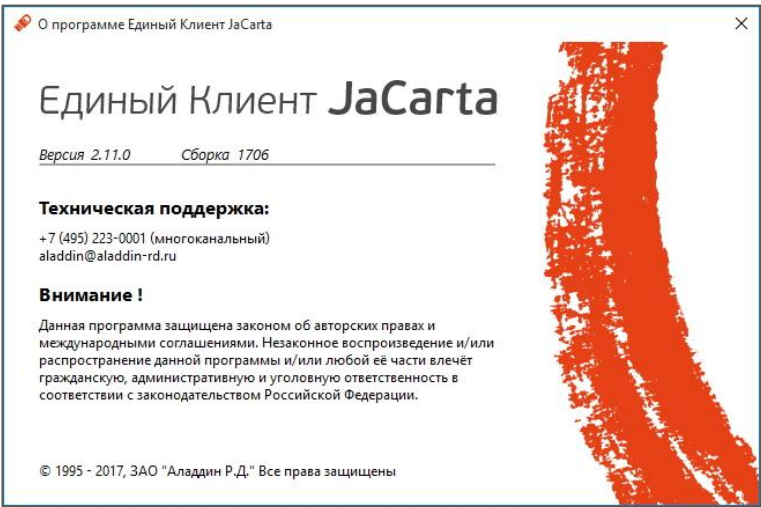 О программе Единый Клиент JaCarta
Единый Клиент JaCarta
Версия 2.11.0 Сборка 1706
Техническая поддержка:
+7 (495) 223-0001 (многоканальный)
aladdin@aladdin-rd.ru
Внимание !
Данная программа защищена законом об авторских правах и
международными соглашениями. Незаконное воспроизведение и/или
распространение данной программы и/или любой её части влечёт
гражданскую, административную и уголовную ответственность в
соответствии с законодательством Российской Федерации.
© 1995 - 2017, ЗАО "Аладдин Р.Д." Все права защищены